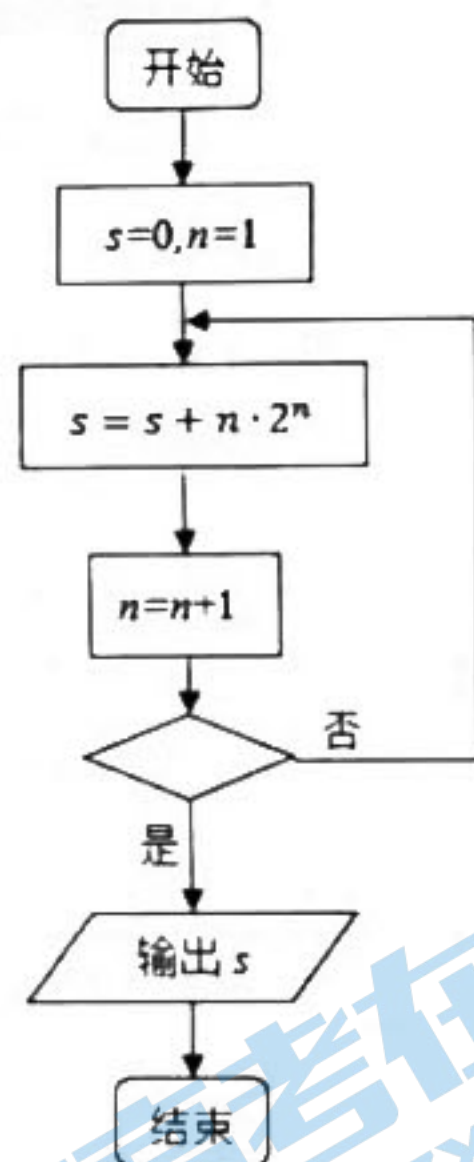 开始
s=0,n=1
s = s + n · 2ⁿ
n=n+1
否
是
输出 s
结束